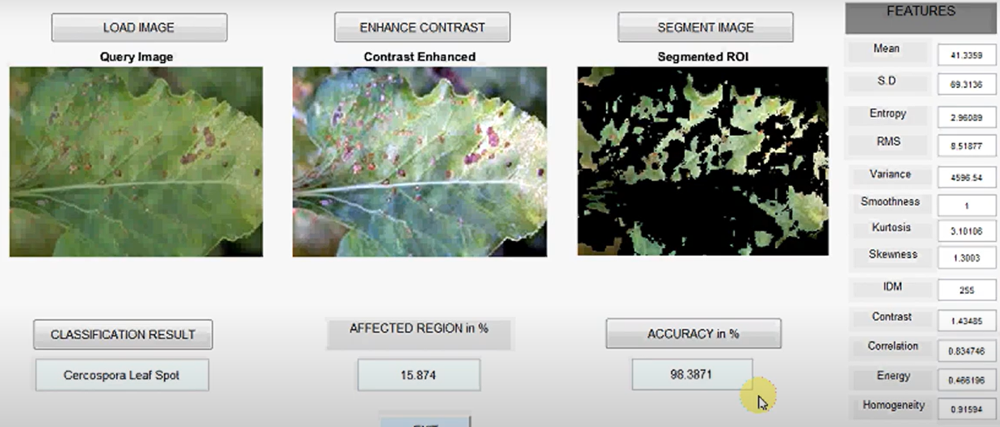 LOAD IMAGE
ENHANCE CONTRAST
SEGMENT IMAGE
Query Image
Contrast Enhanced
Segmented ROI
CLASSIFICATION RESULT
Cercospora Leaf Spot
AFFECTED REGION in %
15.874
ACCURACY in %
98.3871
FEATURES
Mean
41.3359
S.D
69.3136
Entropy
2.96089
RMS
Variance
4596.54
Smoothness
1
Kurtosis
3.10106
Skewness
1.3003
IDM
255
Contrast
1.43485
Correlation
0.834746
Energy
0.466196
Homogeneity
0.91594